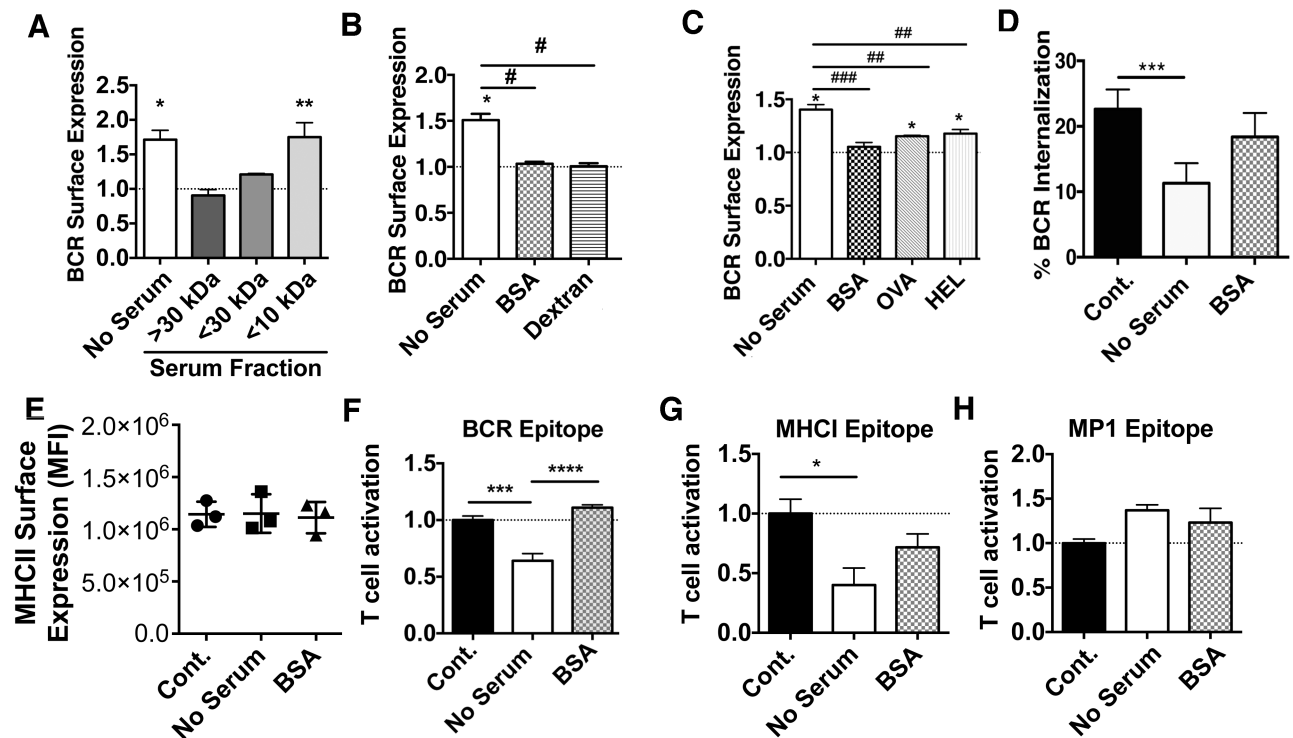 A
BCR Surface Expression
2.5
2.0
1.5
1.0
0.5
0.0
*
**
No Serum
>30 kDa
<30 kDa
<10 kDa
Serum Fraction
B
BCR Surface Expression
2.0
1.5
1.0
0.5
0.0
#
#
*
No Serum
BSA
Dextran
C
BCR Surface Expression
1.5
1.0
0.5
0.0
##
##
###
*
*
*
No Serum
BSA
OVA
HEL
D
% BCR Internalization
30
20
10
0
***
Cont.
No Serum
BSA
E
MHCII Surface
Expression (MFI)
2.0×10⁶
1.5×10⁶
1.0×10⁶
5.0×10⁵
0.0
Cont.
No Serum
BSA
F
BCR Epitope
T cell activation
1.5
1.0
0.5
0.0
***
****
Cont.
No Serum
BSA
G
MHCI Epitope
T cell activation
1.5
1.0
0.5
0.0
*
Cont.
No Serum
BSA
H
MP1 Epitope
T cell activation
2.0
1.5
1.0
0.5
0.0
Cont.
No Serum
BSA